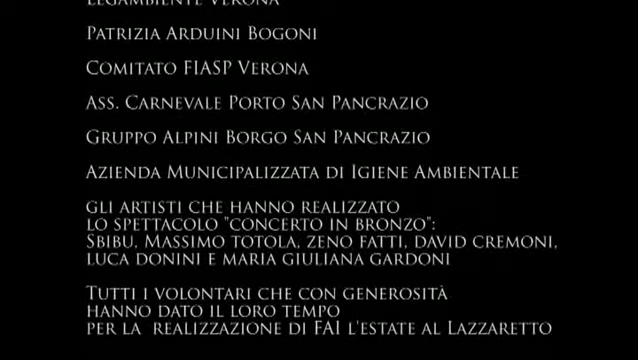 LEGAMBIENTE VERONA
PATRIZIA ARDUINI BOGONI
COMITATO FIASP VERONA
ASS. CARNEVALE PORTO SAN PANCRAZIO
GRUPPO ALPINI BORGO SAN PANCRAZIO
AZIENDA MUNICIPALIZZATA DI IGIENE AMBIENTALE
GLI ARTISTI CHE HANNO REALIZZATO
LO SPETTACOLO "CONCERTO IN BRONZO":
SBIBU, MASSIMO TOTOLA, ZENO FATTI, DAVID CREMONI,
LUCA DONINI E MARIA GIULIANA GARDONI
TUTTI I VOLONTARI CHE CON GENEROSITÀ
HANNO DATO IL LORO TEMPO
PER LA REALIZZAZIONE DI FAI L'ESTATE AL LAZZARETTO